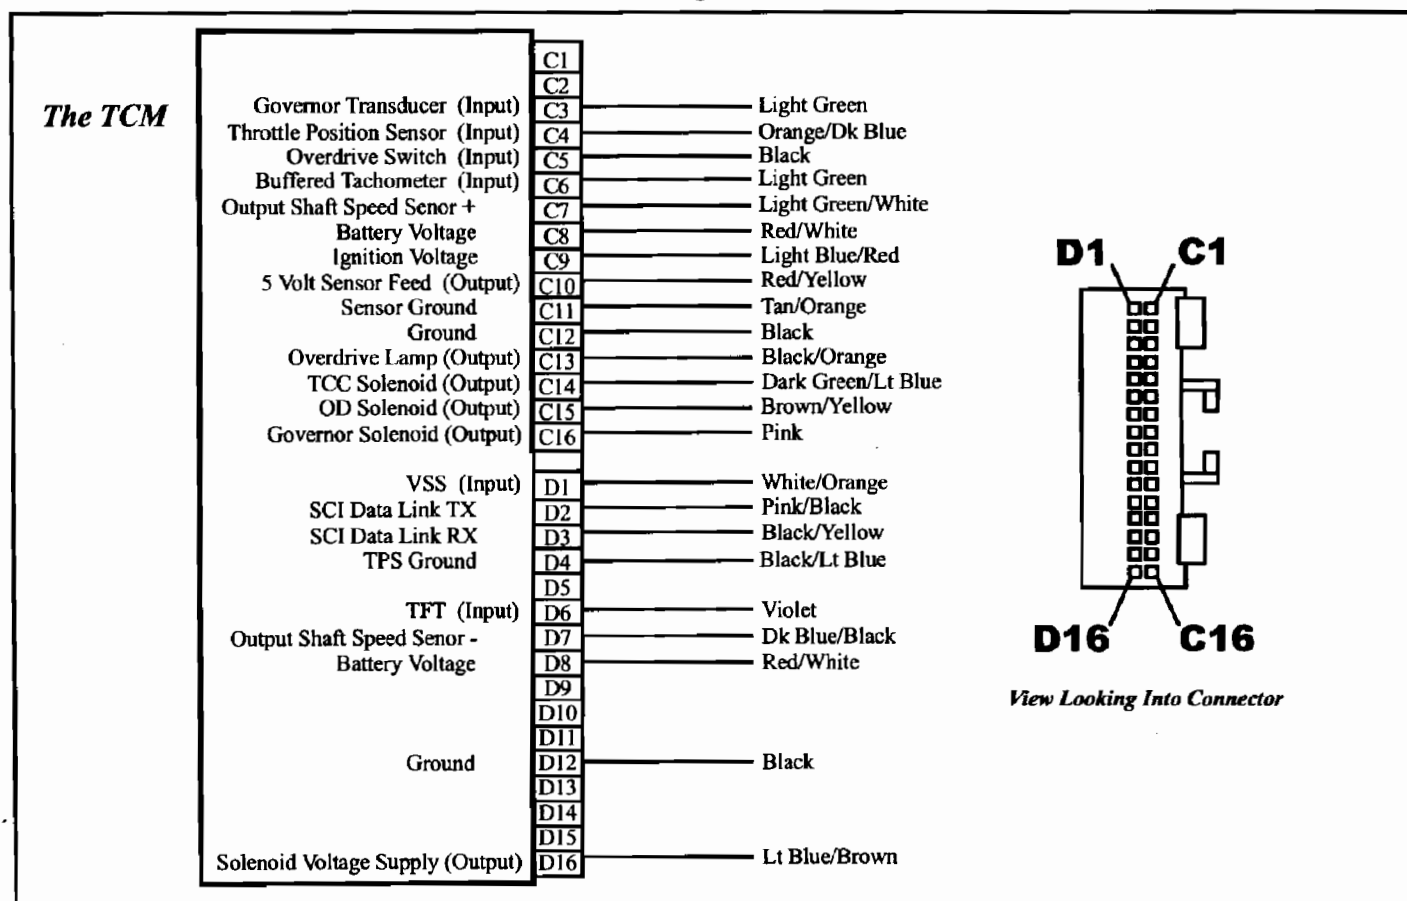 The TCM
C1
C2
Governor Transducer (Input) C3 Light Green
Throttle Position Sensor (Input) C4 Orange/Dk Blue
Overdrive Switch (Input) C5 Black
Buffered Tachometer (Input) C6 Light Green
Output Shaft Speed Senor + C7 Light Green/White
Battery Voltage C8 Red/White
Ignition Voltage C9 Light Blue/Red
5 Volt Sensor Feed (Output) C10 Red/Yellow
Sensor Ground C11 Tan/Orange
Ground C12 Black
Overdrive Lamp (Output) C13 Black/Orange
TCC Solenoid (Output) C14 Dark Green/Lt Blue
OD Solenoid (Output) C15 Brown/Yellow
Governor Solenoid (Output) C16 Pink
VSS (Input) D1 White/Orange
SCI Data Link TX D2 Pink/Black
SCI Data Link RX D3 Black/Yellow
TPS Ground D4 Black/Lt Blue
D5
TFT (Input) D6 Violet
Output Shaft Speed Senor - D7 Dk Blue/Black
Battery Voltage D8 Red/White
D9
D10
D11
Ground D12 Black
D13
D14
D15
Solenoid Voltage Supply (Output) D16 Lt Blue/Brown
D1 C1
D16 C16
View Looking Into Connector